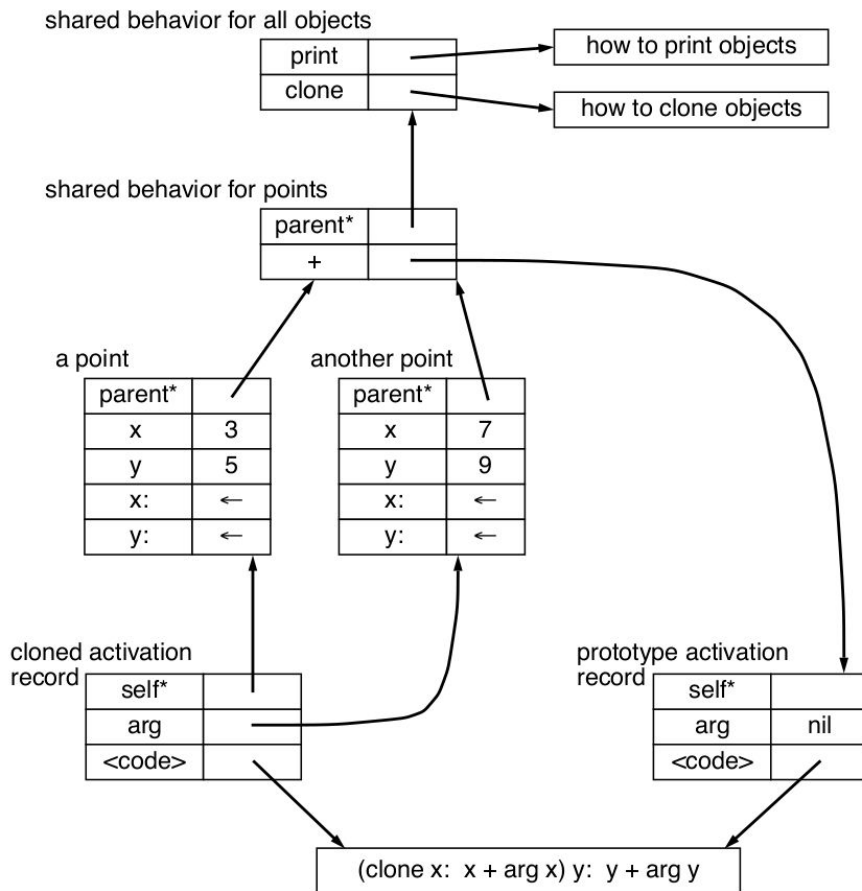 shared behavior for all objects
print
how to print objects
clone
how to clone objects
shared behavior for points
parent*
+
a point
another point
parent*
parent*
x 3
x 7
y 5
y 9
x: ←
x: ←
y: ←
y: ←
cloned activation
record
prototype activation
record
self*
self*
arg
arg nil
<code>
<code>
(clone x: x + arg x) y: y + arg y